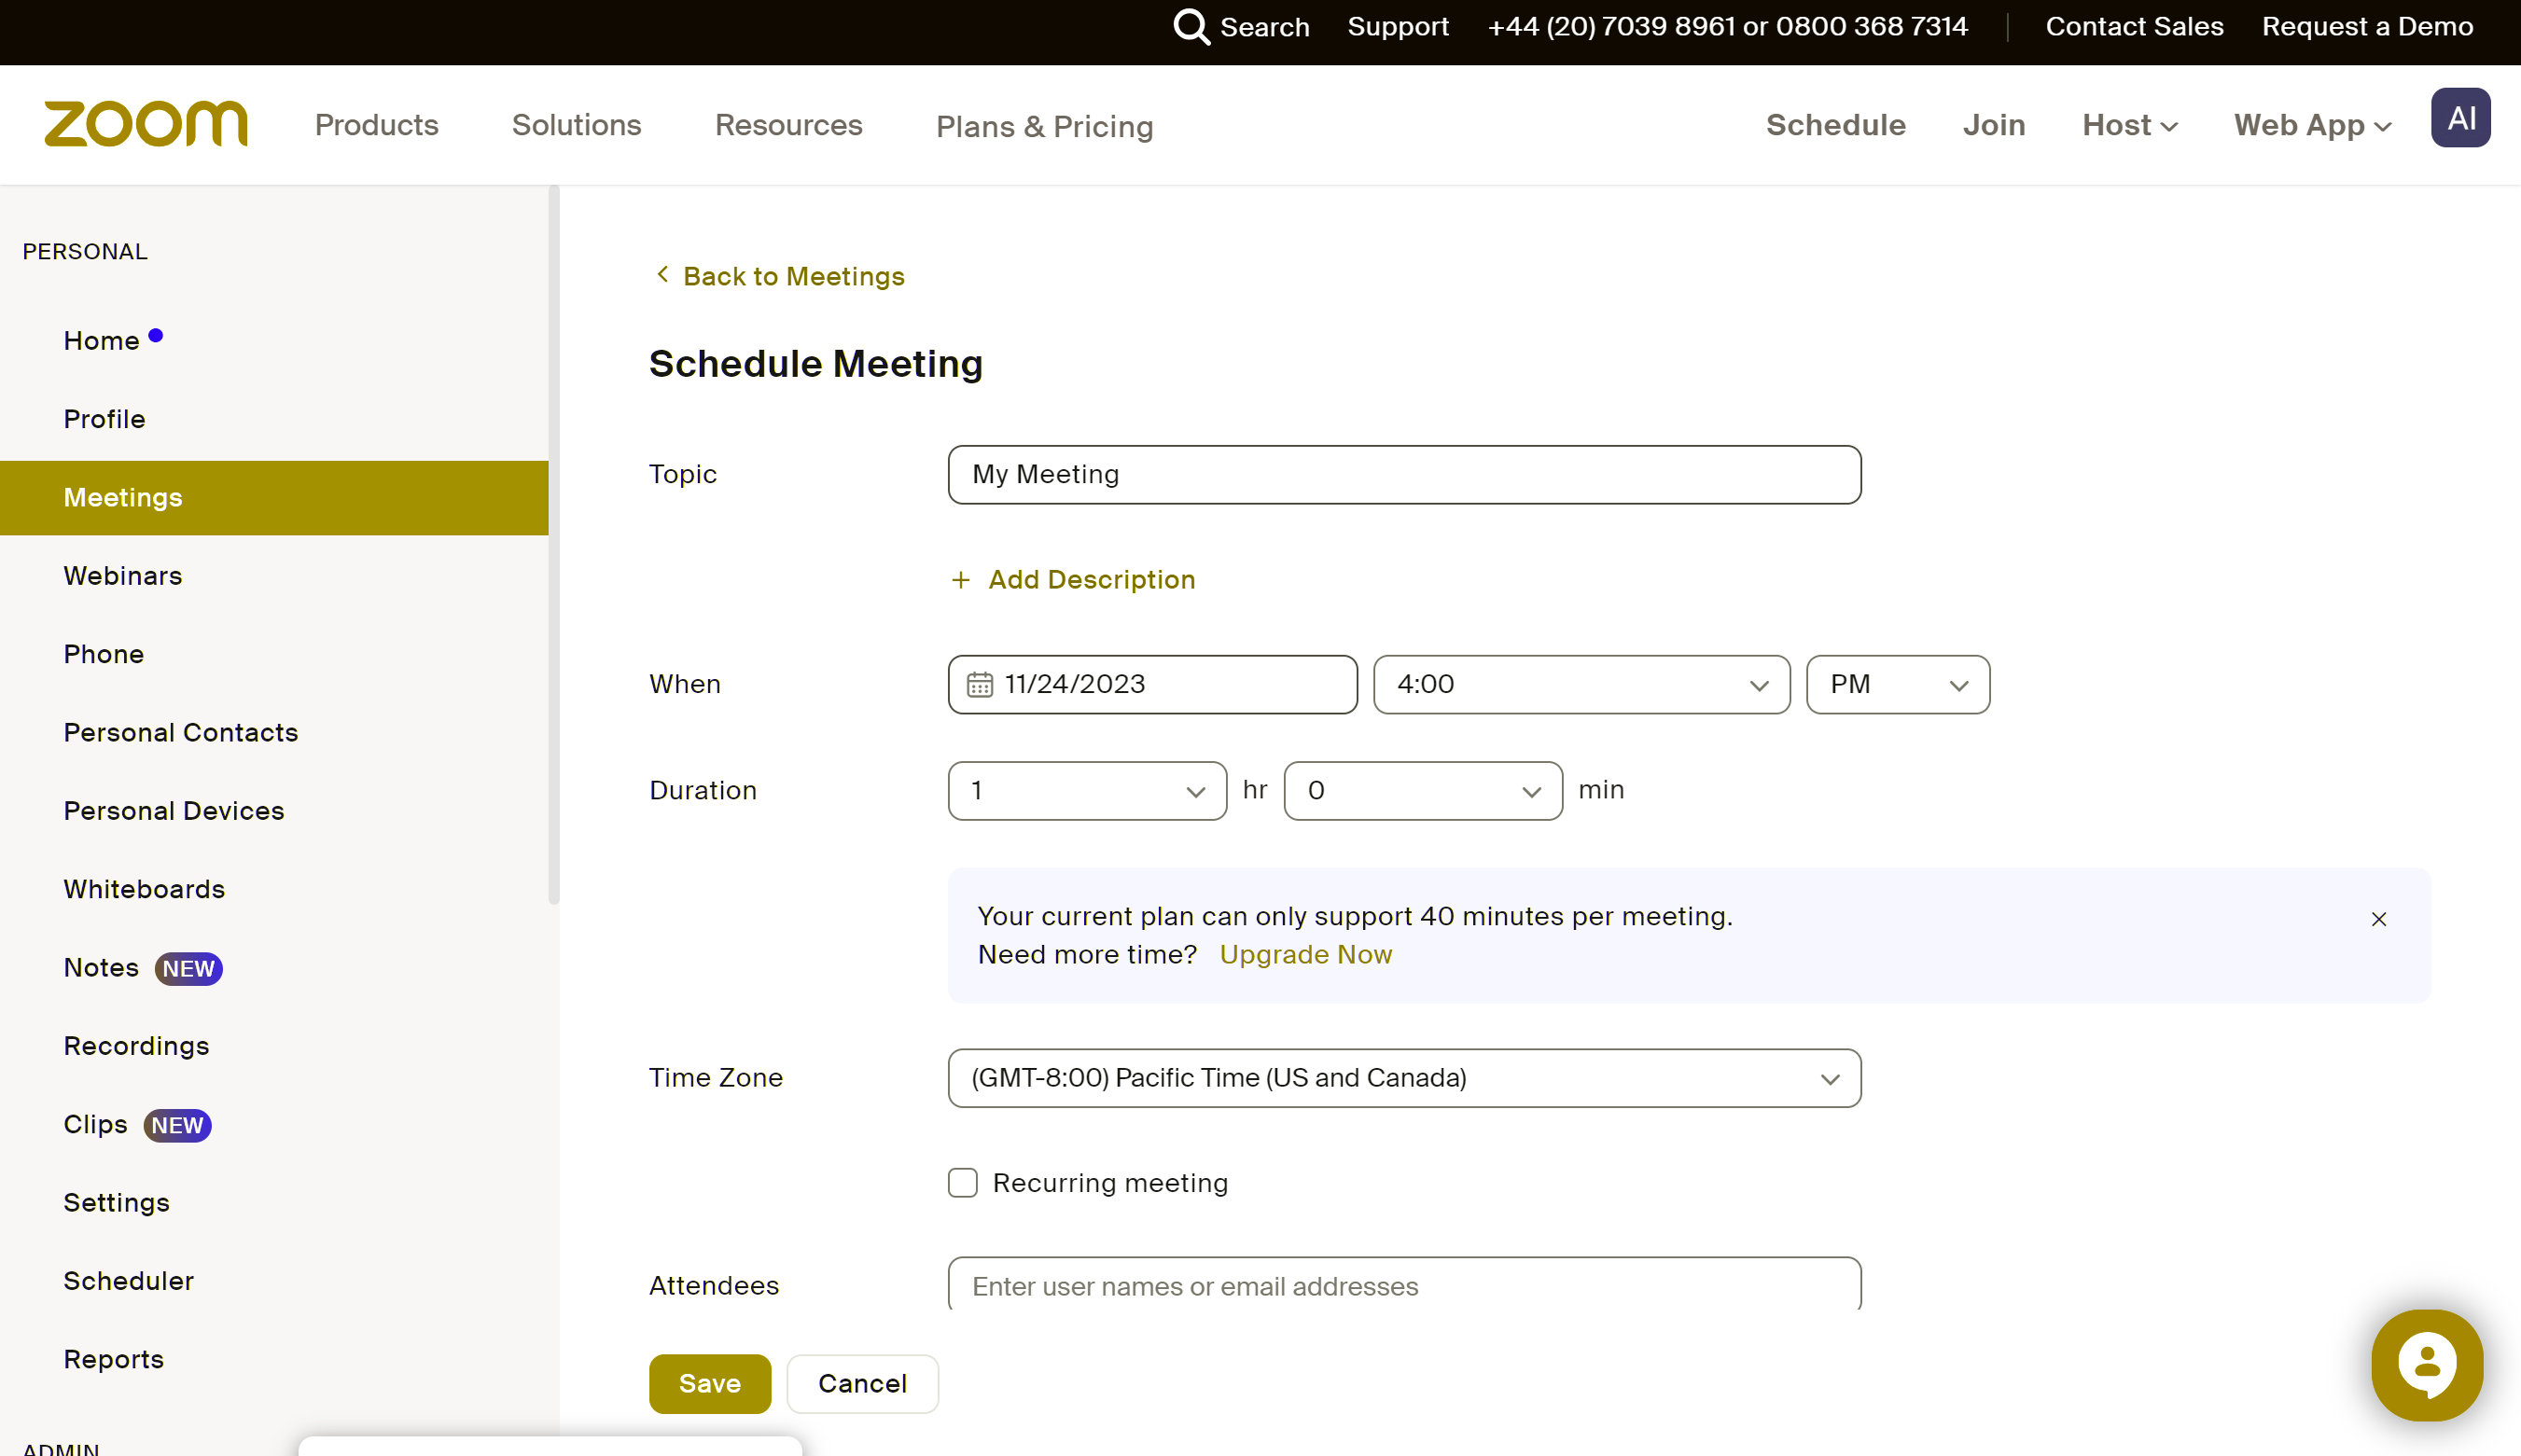 Search Support +44 (20) 7039 8961 or 0800 368 7314 Contact Sales Request a Demo
zoom Products Solutions Resources Plans & Pricing Schedule Join Host Web App AI
PERSONAL
Home
Profile
Meetings
Webinars
Phone
Personal Contacts
Personal Devices
Whiteboards
Notes NEW
Recordings
Clips NEW
Settings
Scheduler
Reports
ADMIN
Back to Meetings
Schedule Meeting
Topic My Meeting
+ Add Description
When 11/24/2023 4:00 PM
Duration 1 hr 0 min
Your current plan can only support 40 minutes per meeting.
Need more time? Upgrade Now
Time Zone (GMT-8:00) Pacific Time (US and Canada)
Recurring meeting
Attendees Enter user names or email addresses
Save Cancel